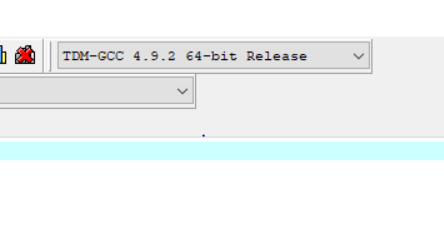 TDM-GCC 4.9.2 64-bit Release